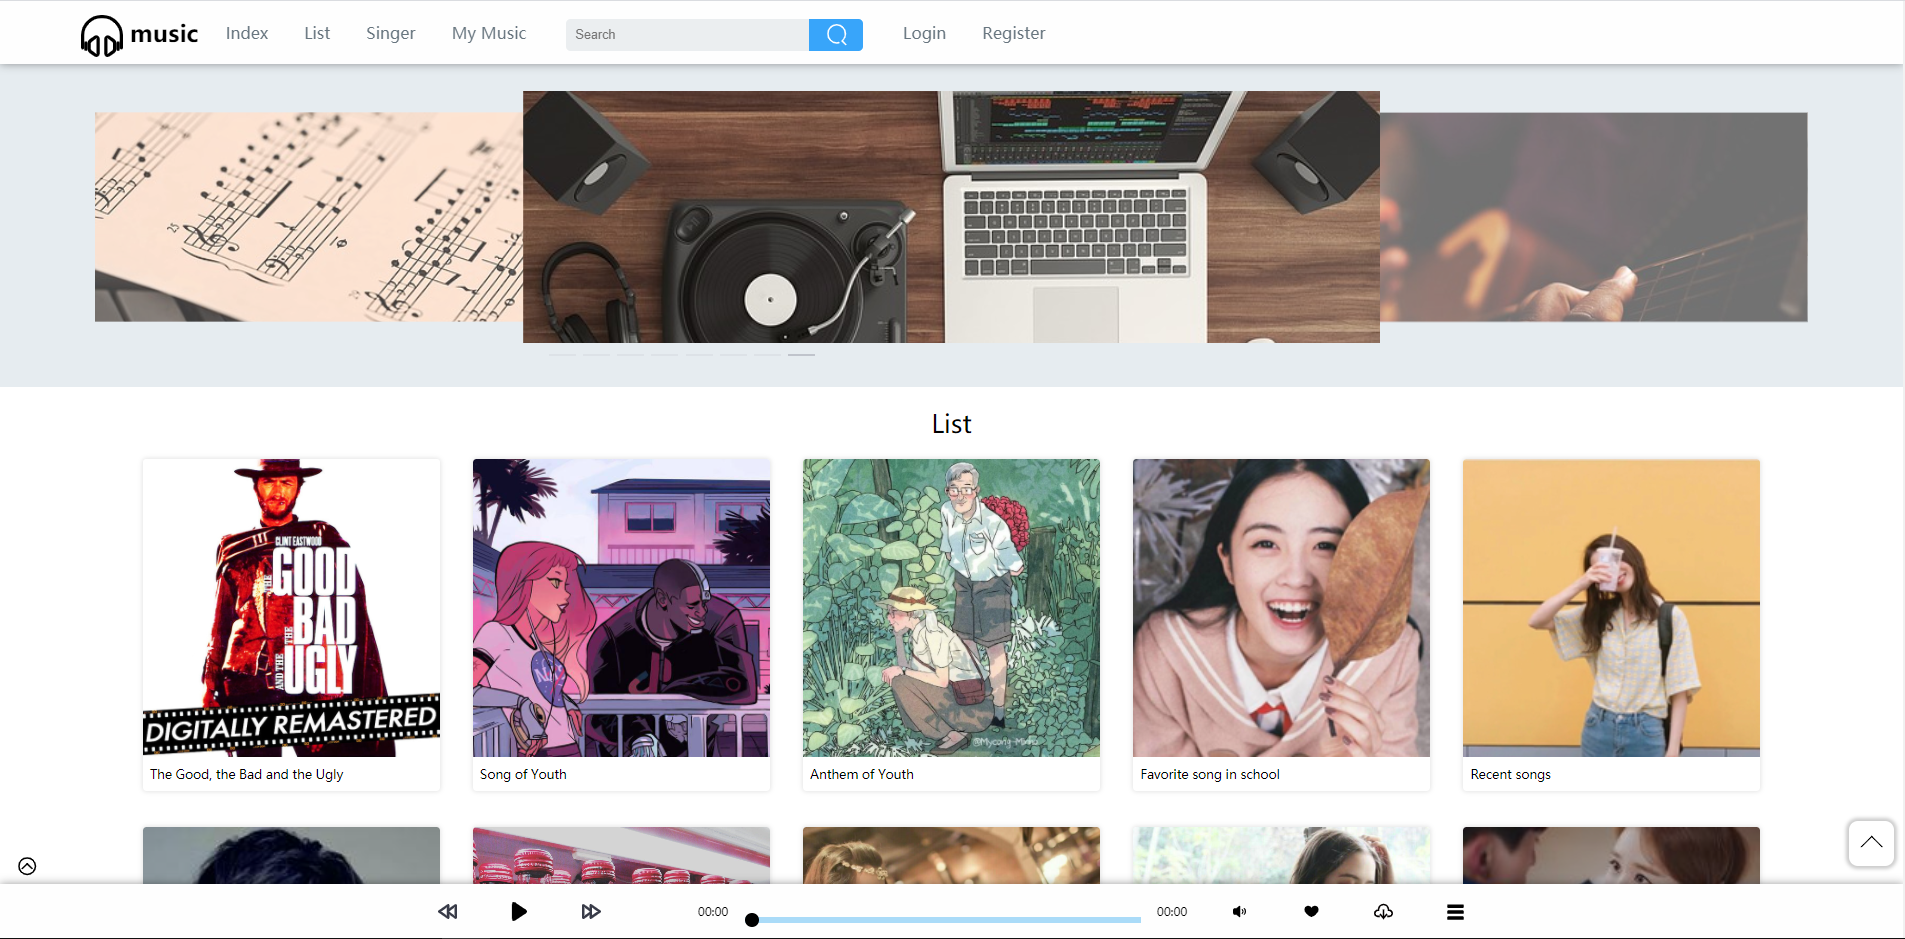 music
Index
List
Singer
My Music
Search
Login
Register
List
CLINT EASTWOOD
THE
GOOD
THE
BAD
AND THE
UGLY
DIGITALLY REMASTERED
The Good, the Bad and the Ugly
Song of Youth
Anthem of Youth
Favorite song in school
Recent songs
00:00
00:00